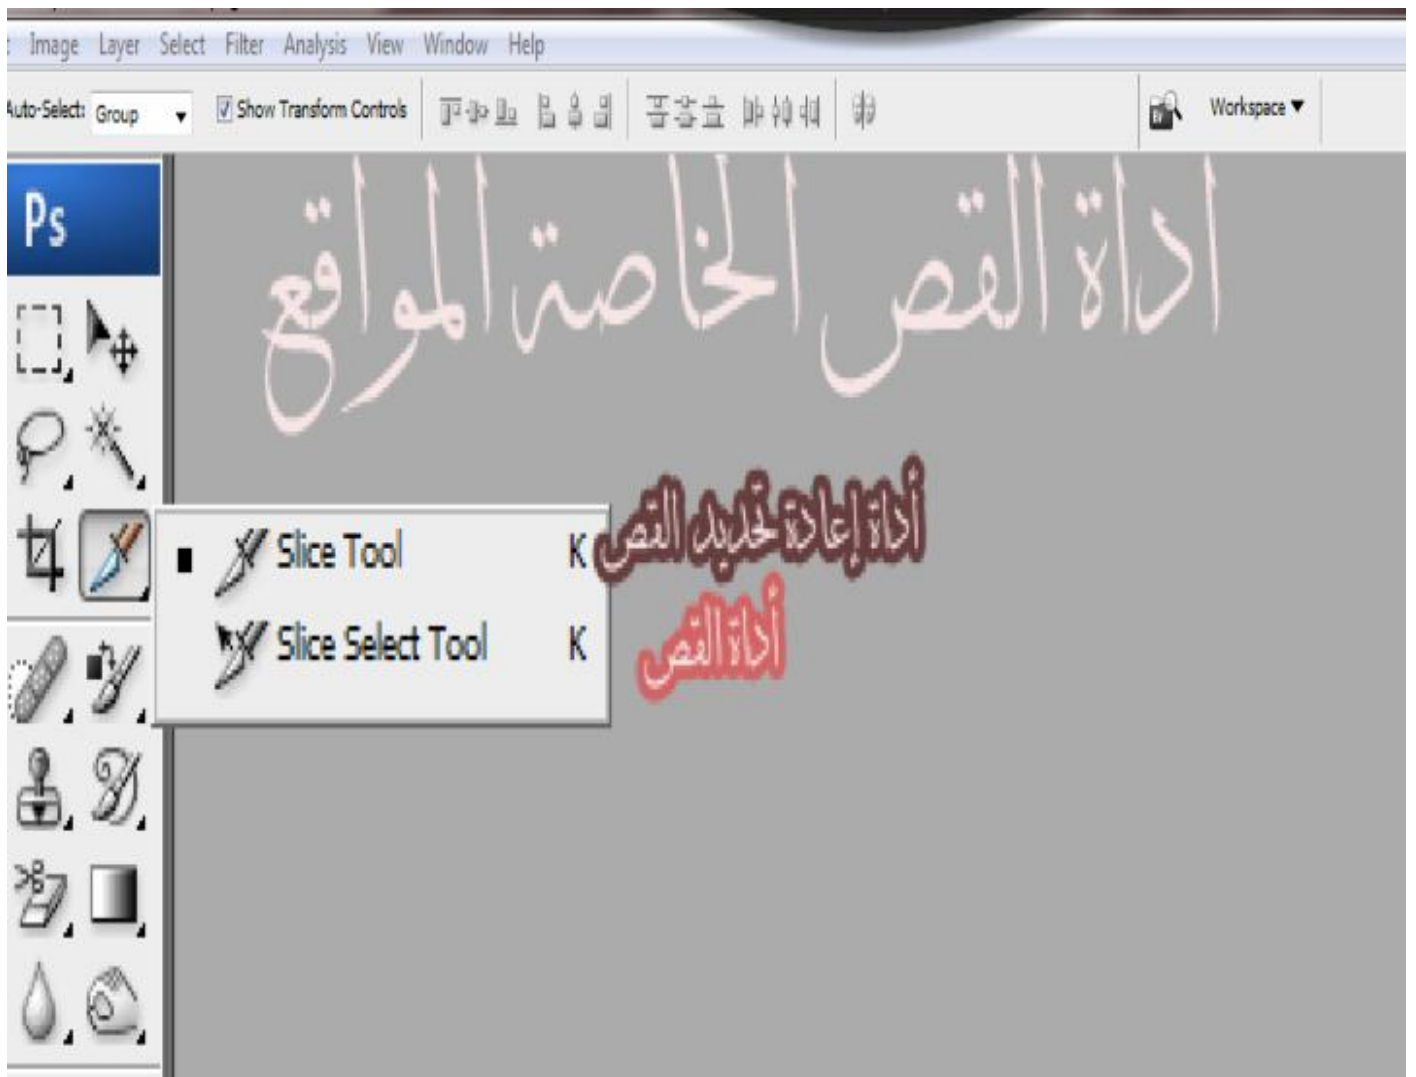 Image Layer Select Filter Analysis View Window Help
Auto-Select: Group Show Transform Controls Workspace
Ps
اداة القص الخاصة المواقع
Slice Tool K أداة إعادة تحديد القص
Slice Select Tool K أداة القص